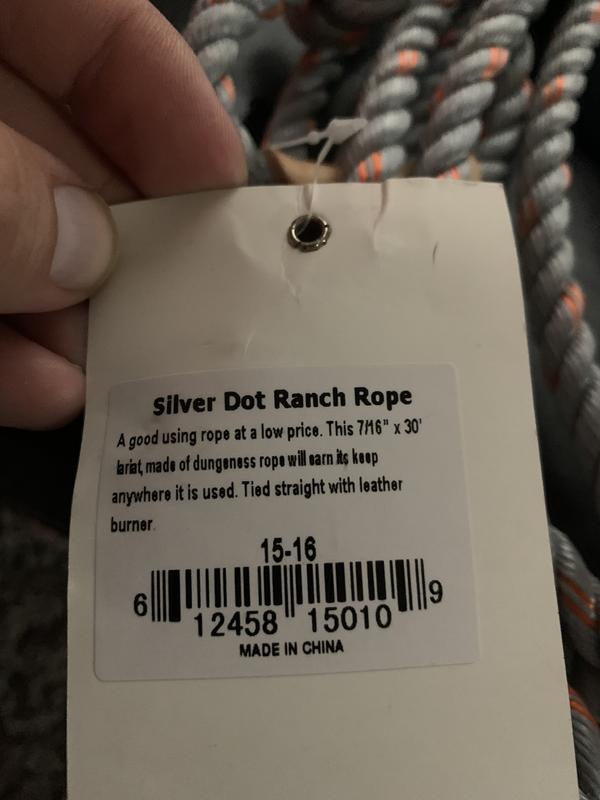 Silver Dot Ranch Rope
A good using rope at a low price. This 7/16" x 30'
lariat, made of dungeness rope will earn its keep
anywhere it is used. Tied straight with leather
burner.
15-16
6 12458 15010 9
MADE IN CHINA